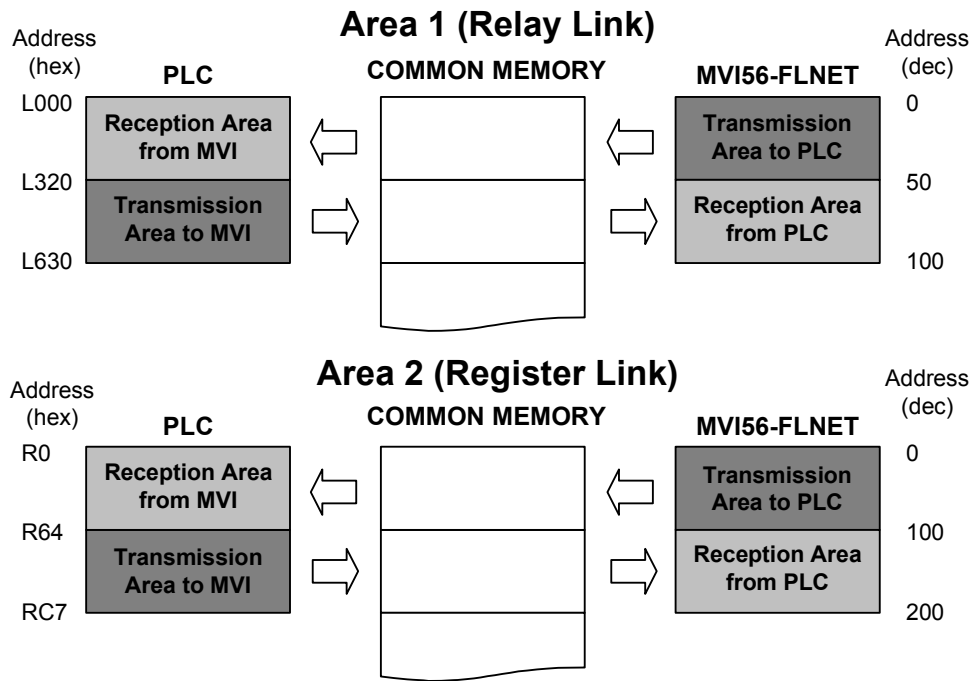 Area 1 (Relay Link)
Address
(hex)
PLC
COMMON MEMORY
MVI56-FLNET
Address
(dec)
L000
Reception Area
from MVI
Transmission
Area to PLC
0
L320
Transmission
Area to MVI
Reception Area
from PLC
50
L630
100
Area 2 (Register Link)
Address
(hex)
PLC
COMMON MEMORY
MVI56-FLNET
Address
(dec)
R0
Reception Area
from MVI
Transmission
Area to PLC
0
R64
Transmission
Area to MVI
Reception Area
from PLC
100
RC7
200